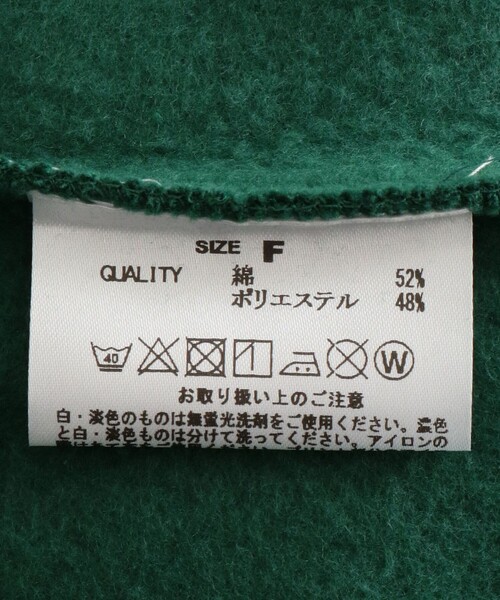 SIZE F
QUALITY 綿 52%
ポリエステル 48%
40 W
お取り扱い上のご注意
白・淡色のものは無蛍光洗剤をご使用ください。濃色
と白・淡色のものは分けて洗ってください。アイロンの